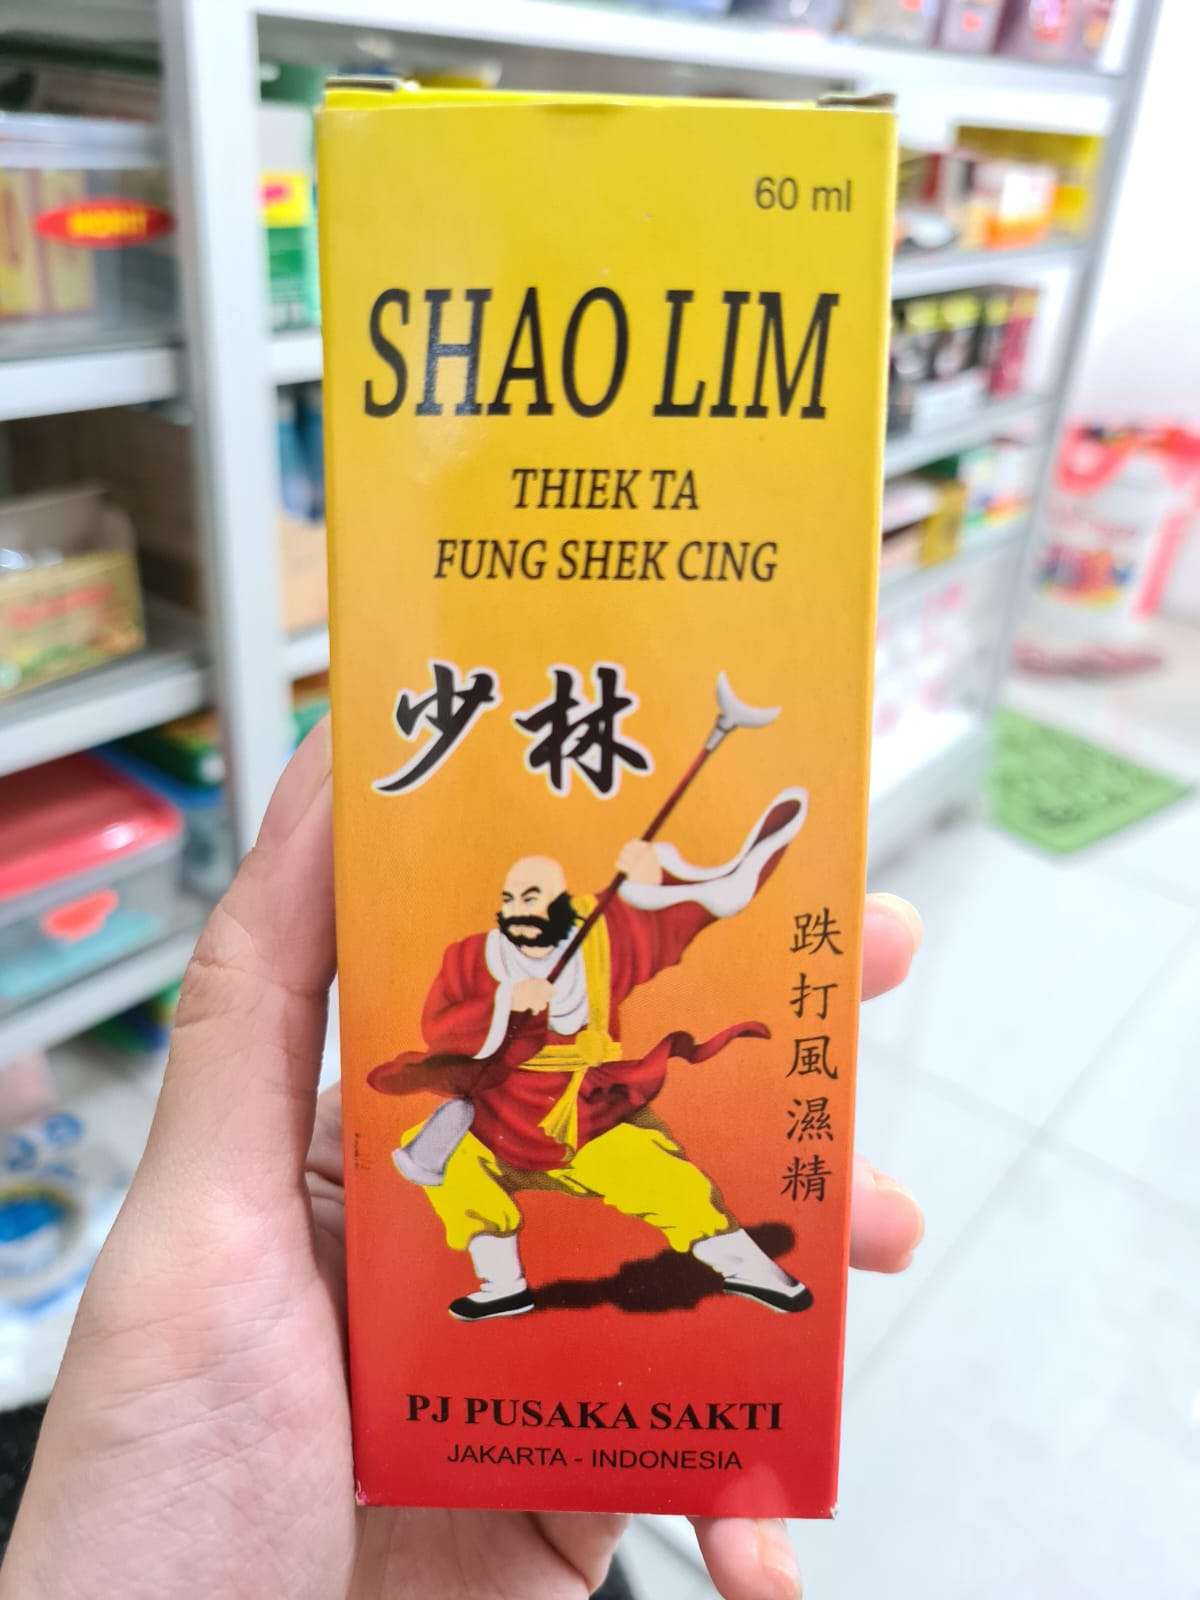 60 ml
SHAO LIM
THIEK TA
FUNG SHEK CING
少林
跌打風濕精
PJ PUSAKA SAKTI
JAKARTA - INDONESIA